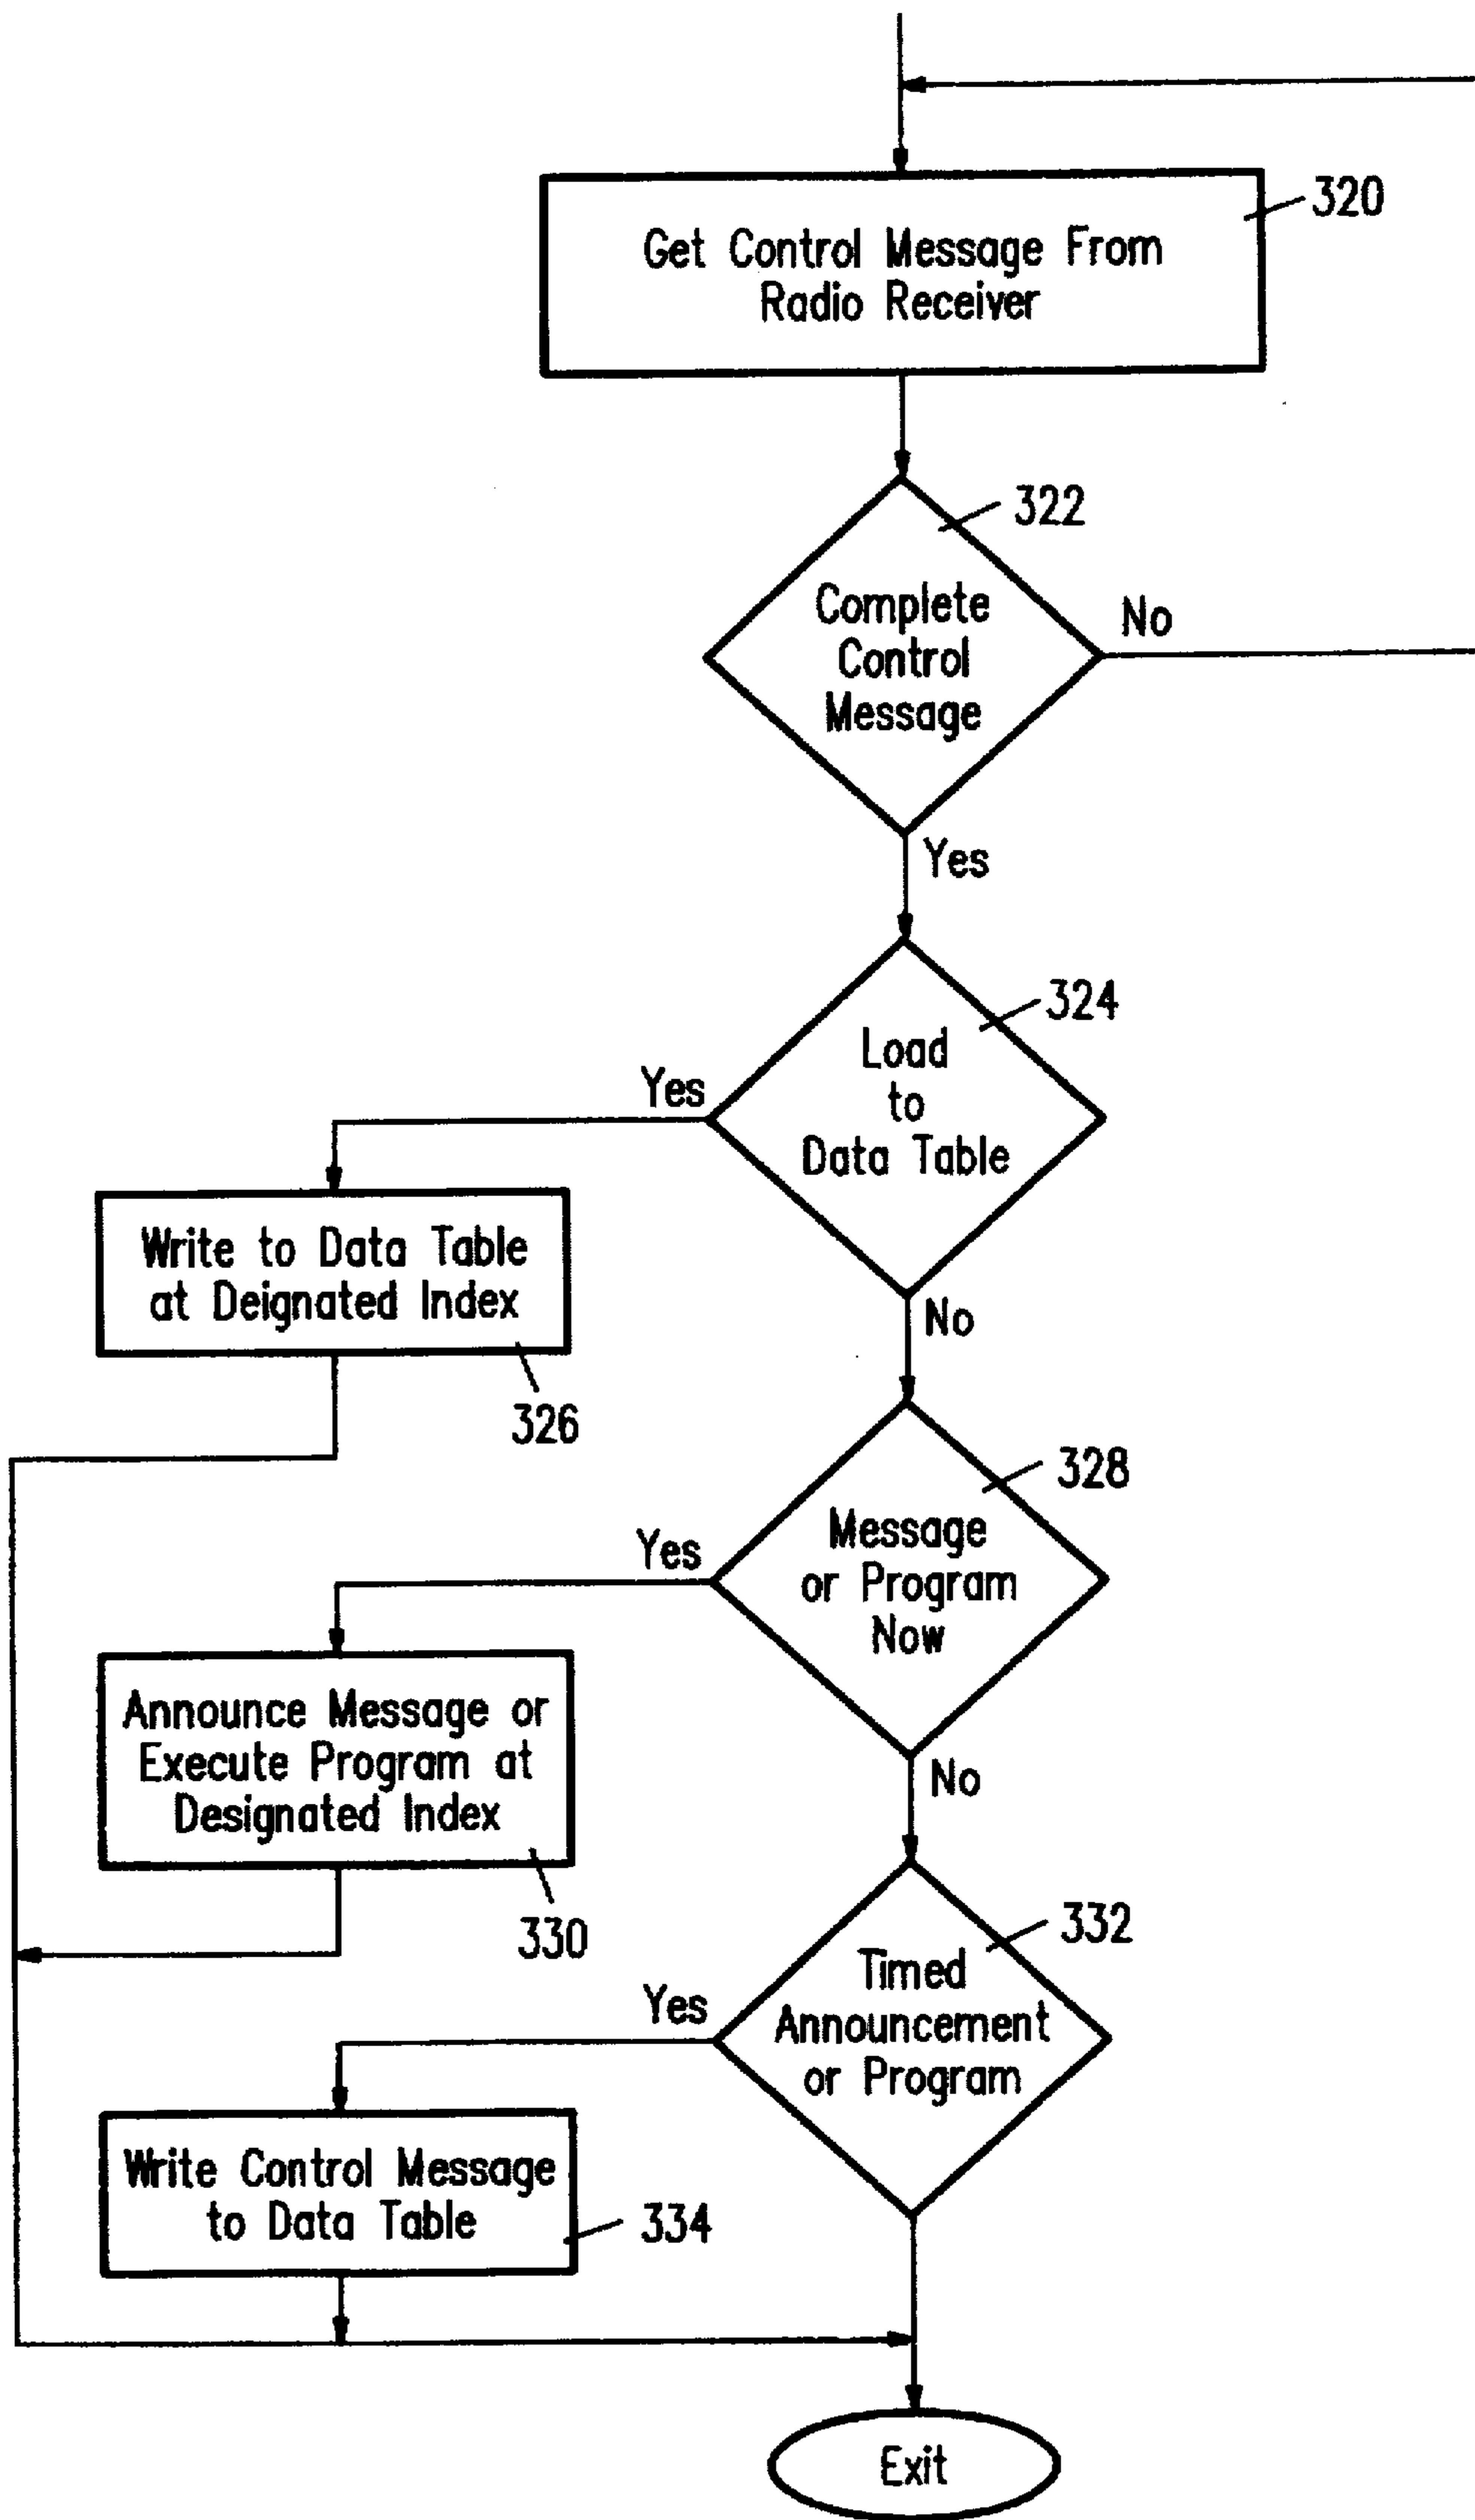 320
Get Control Message From
Radio Receiver
322
Complete
Control
Message
No
Yes
324
Load
to
Data Table
Yes
No
Write to Data Table
at Deignated Index
326
328
Message
or Program
Now
Yes
No
Announce Message or
Execute Program at
Designated Index
330
332
Timed
Announcement
or Program
Yes
Write Control Message
to Data Table
334
Exit